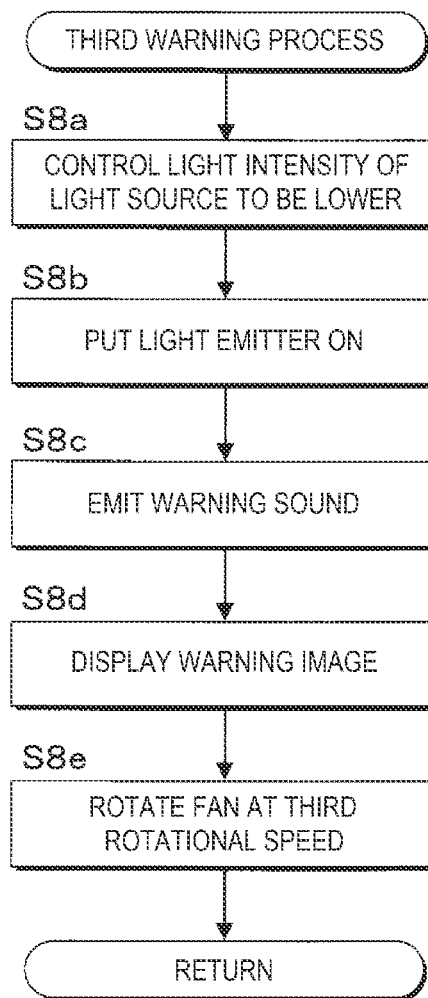 THIRD WARNING PROCESS
S8a
CONTROL LIGHT INTENSITY OF
LIGHT SOURCE TO BE LOWER
S8b
PUT LIGHT EMITTER ON
S8c
EMIT WARNING SOUND
S8d
DISPLAY WARNING IMAGE
S8e
ROTATE FAN AT THIRD
ROTATIONAL SPEED
RETURN